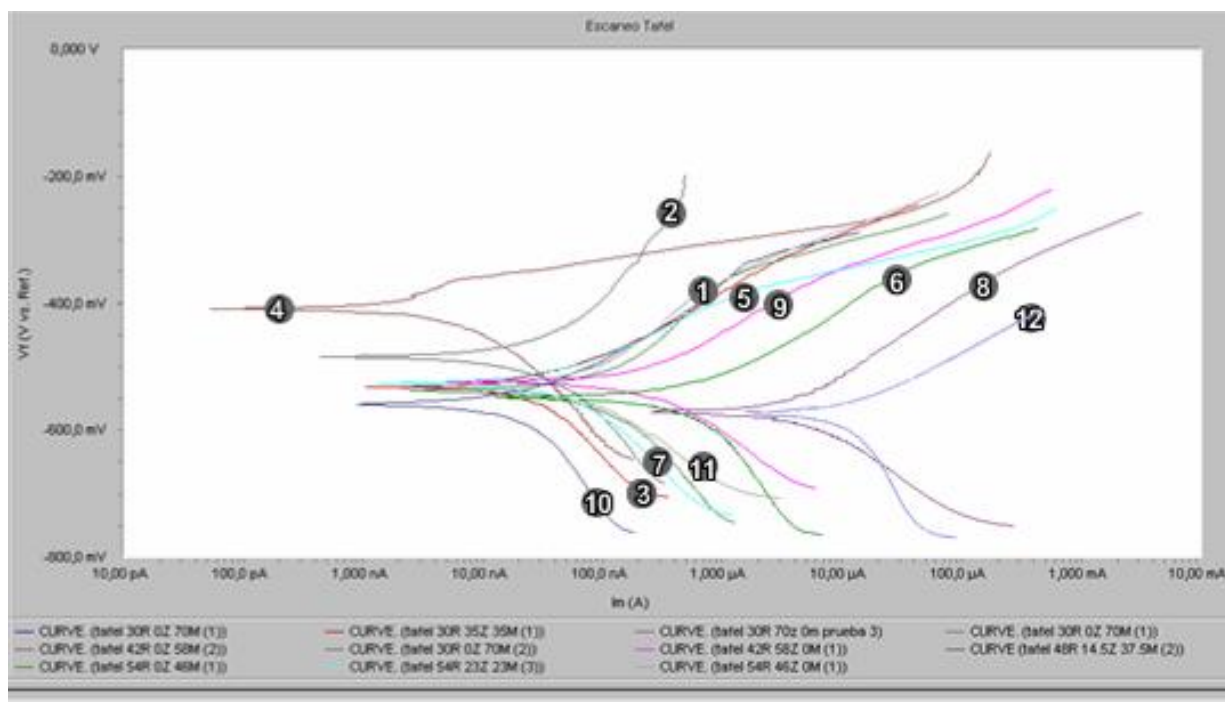 Escaneo Tafel
0,000 V
-200,0 mV
2
1
5
6
4
-400,0 mV
9
8
12
Vf (V vs. Ref.)
-600,0 mV
7
11
3
10
-800,0 mV
10,00 pA 100,0 pA 1,000 nA 10,00 nA 100,0 nA 1,000 µA 10,00 µA 100,0 µA 1,000 mA 10,00 mA
Im (A)
CURVE. (tafel 30R 0Z 70M (1)) CURVE. (tafel 30R 35Z 35M (1)) CURVE. (tafel 30R 70z 0m prueba 3) CURVE. (tafel 30R 0Z 70M (1))
CURVE. (tafel 42R 0Z 58M (2)) CURVE. (tafel 30R 0Z 70M (2)) CURVE. (tafel 42R 58Z 0M (1)) CURVE (tafel 48R 14.5Z 37.5M (2))
CURVE. (tafel 54R 0Z 46M (1)) CURVE. (tafel 54R 23Z 23M (3)) CURVE. (tafel 54R 46Z 0M (1))